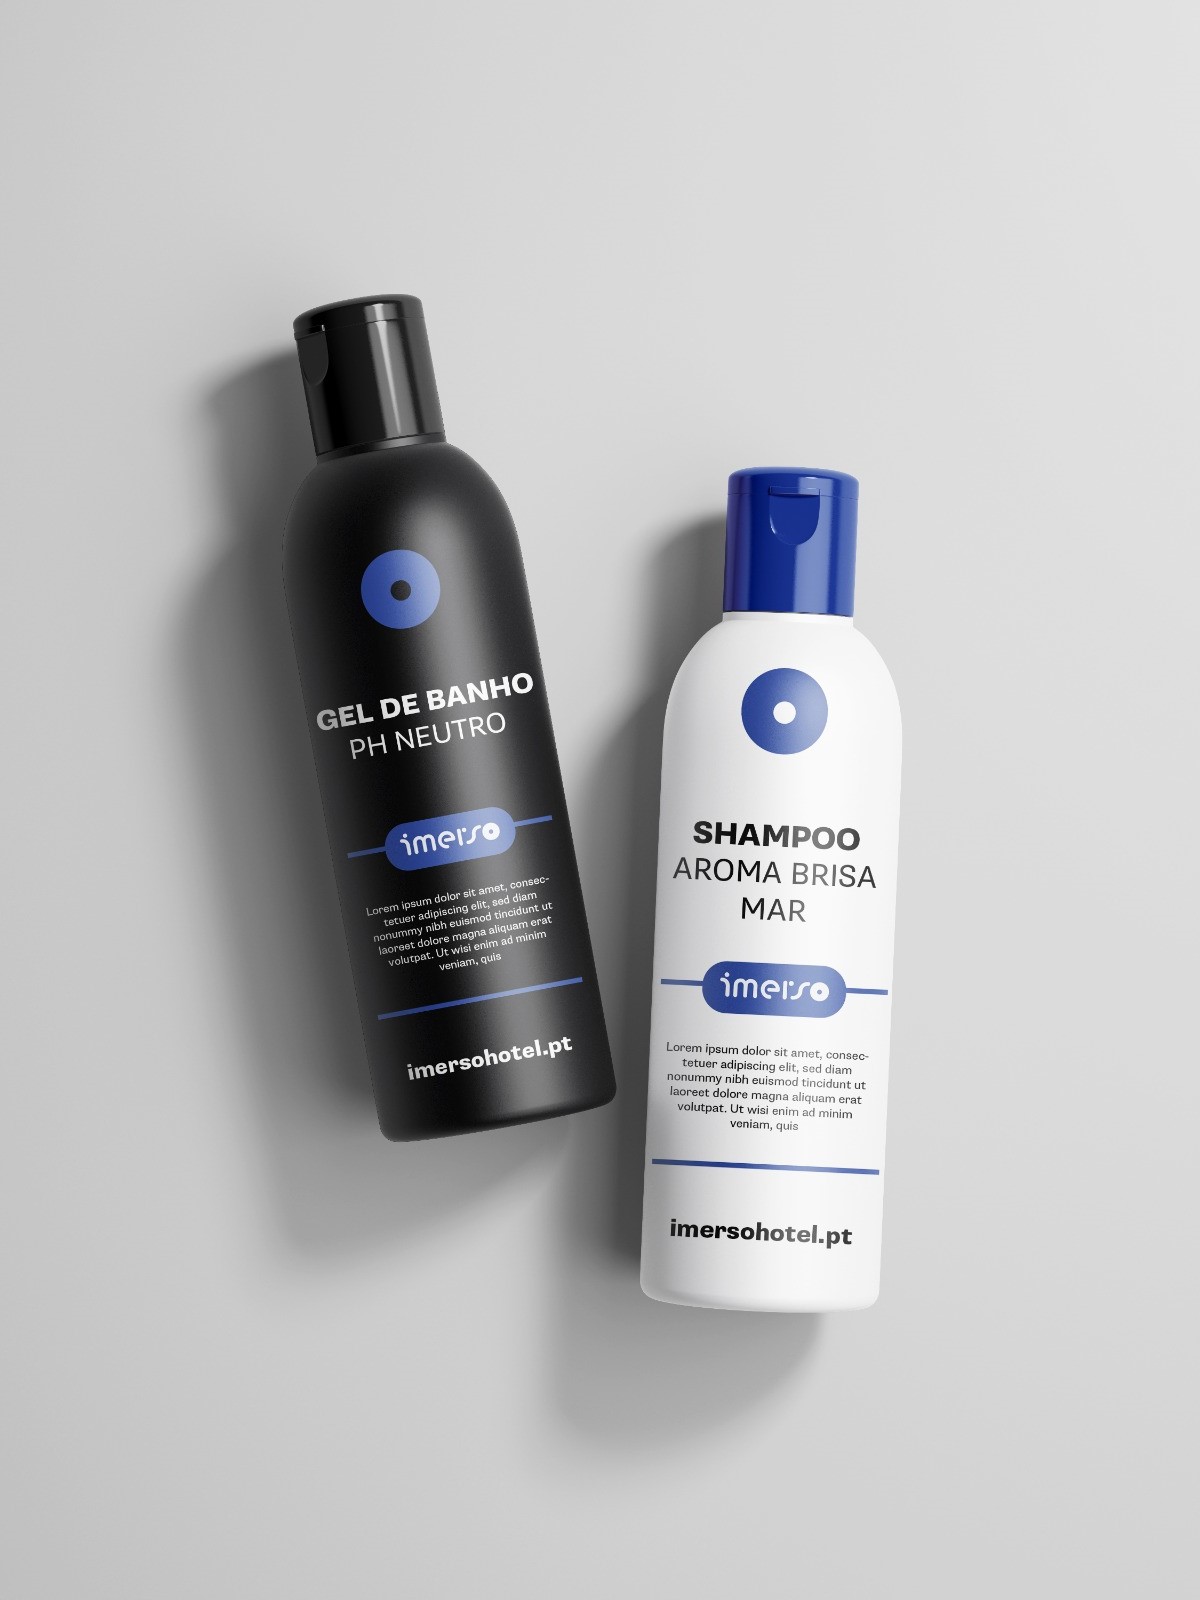 GEL DE BANHO
PH NEUTRO
imerso
Lorem ipsum dolor sit amet, consec-
tetuer adipiscing elit, sed diam
nonummy nibh euismod tincidunt ut
laoreet dolore magna aliquam erat
volutpat. Ut wisi enim ad minim
veniam, quis
imersohotel.pt
SHAMPOO
AROMA BRISA
MAR
imerso
Lorem ipsum dolor sit amet, consec-
tetuer adipiscing elit, sed diam
nonummy nibh euismod tincidunt ut
laoreet dolore magna aliquam erat
volutpat. Ut wisi enim ad minim
veniam, quis
imersohotel.pt